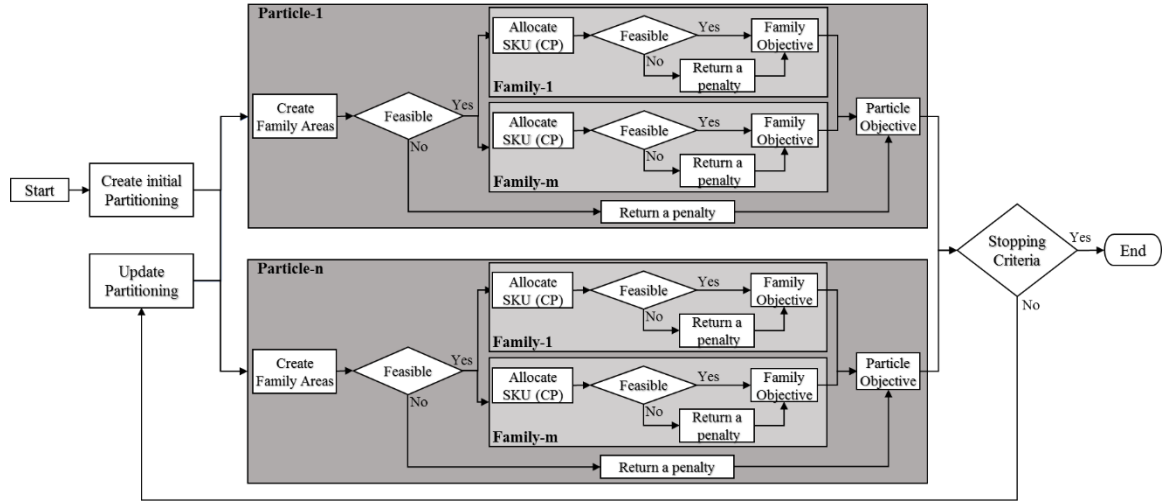 Particle-1
Allocate
SKU (CP)
Feasible
Yes
Family
Objective
No
Return a
penalty
Family-1
Create
Family Areas
Feasible
Yes
No
Allocate
SKU (CP)
Feasible
Yes
Family
Objective
No
Return a
penalty
Family-m
Particle
Objective
Return a penalty
Start
Create initial
Partitioning
Update
Partitioning
Particle-n
Allocate
SKU (CP)
Feasible
Yes
Family
Objective
No
Return a
penalty
Family-1
Create
Family Areas
Feasible
Yes
No
Allocate
SKU (CP)
Feasible
Yes
Family
Objective
No
Return a
penalty
Family-m
Particle
Objective
Return a penalty
Stopping
Criteria
Yes
End
No